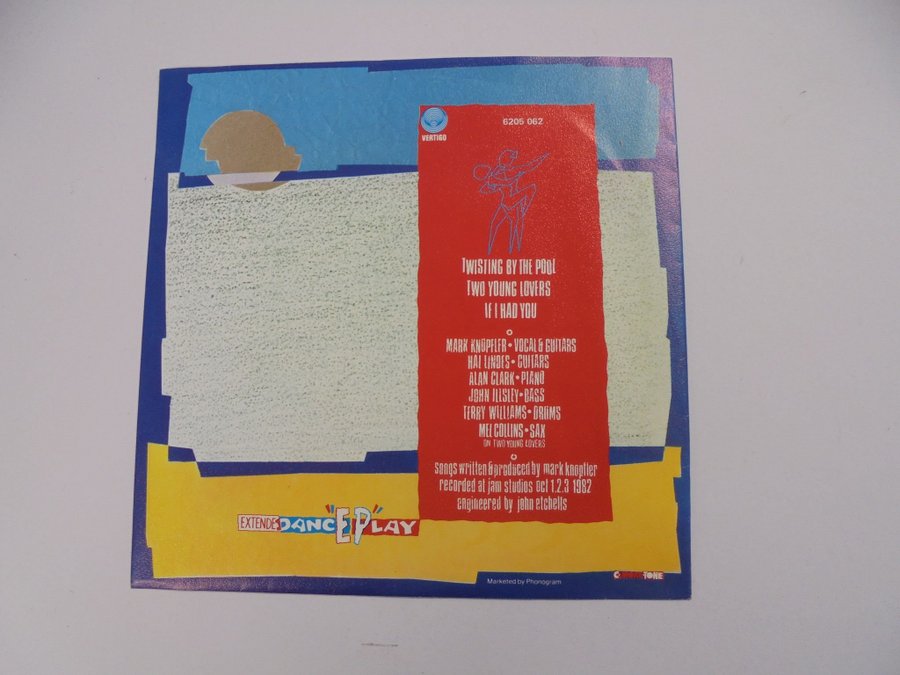 VERTIGO
6205 062
TWISTING BY THE POOL
TWO YOUNG LOVERS
IF I HAD YOU
MARK KNOPFLER • VOCAL & GUITARS
HAL LINDES • GUITARS
ALAN CLARK • PIANO
JOHN ILLSLEY • BASS
TERRY WILLIAMS • DRUMS
MEL COLLINS • SAX
ON TWO YOUNG LOVERS
songs written & produced by mark knopfler
recorded at jam studios oct 1.2.3 1982
engineered by john etchells
EXTENDEDANCEPLAY
Marketed by Phonogram